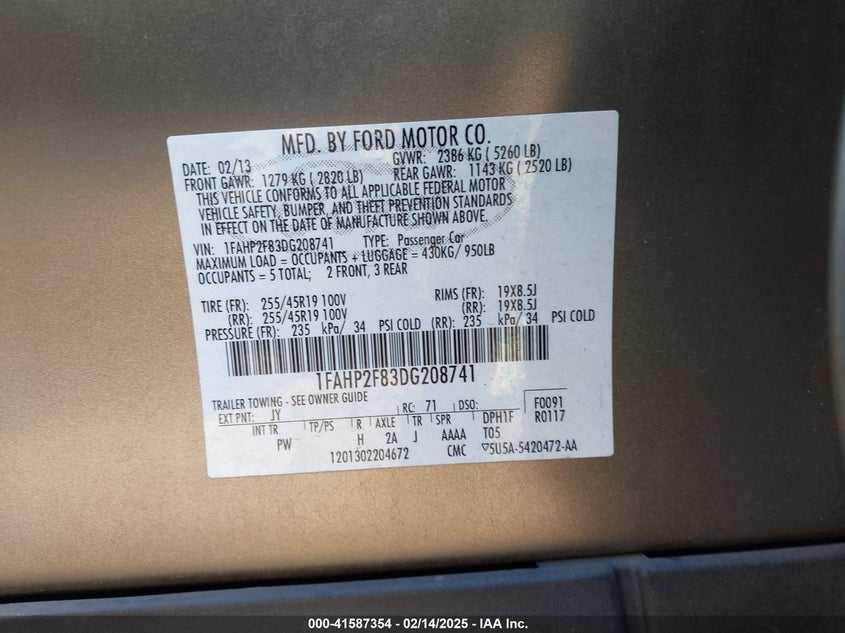 MFD. BY FORD MOTOR CO.
DATE: 02/13 GVWR: 2386 KG ( 5260 LB)
FRONT GAWR: 1279 KG ( 2820 LB) REAR GAWR: 1143 KG ( 2520 LB)
THIS VEHICLE CONFORMS TO ALL APPLICABLE FEDERAL MOTOR
VEHICLE SAFETY, BUMPER, AND THEFT PREVENTION STANDARDS
IN EFFECT ON THE DATE OF MANUFACTURE SHOWN ABOVE.
VIN: 1FAHP2F83DG208741 TYPE: Passenger Car
MAXIMUM LOAD = OCCUPANTS + LUGGAGE = 430KG/ 950LB
OCCUPANTS = 5 TOTAL; 2 FRONT, 3 REAR
TIRE (FR): 255/45R19 100V RIMS (FR): 19X8.5J
(RR): 255/45R19 100V (RR): 19X8.5J
PRESSURE (FR): 235 kPa/ 34 PSI COLD (RR): 235 kPa/ 34 PSI COLD
1FAHP2F83DG208741
TRAILER TOWING - SEE OWNER GUIDE
EXT PNT: JY RC: 71 DSO: F0091
INT TR TP/PS R AXLE TR SPR DPH1F R0117
PW H 2A J AAAA T05
1201302204672 CMC ▽5U5A-5420472-AA
000-41587354 - 02/14/2025 - IAA Inc.